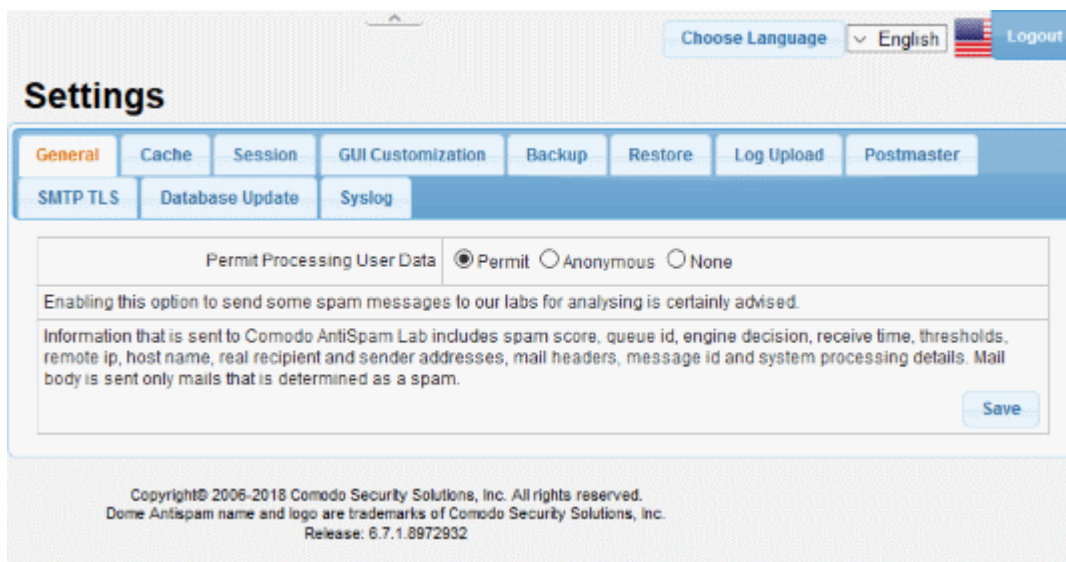 Choose Language English Logout
Settings
General Cache Session GUI Customization Backup Restore Log Upload Postmaster
SMTP TLS Database Update Syslog
Permit Processing User Data Permit Anonymous None
Enabling this option to send some spam messages to our labs for analysing is certainly advised.
Information that is sent to Comodo AntiSpam Lab includes spam score, queue id, engine decision, receive time, thresholds,
remote ip, host name, real recipient and sender addresses, mail headers, message id and system processing details. Mail
body is sent only mails that is determined as a spam.
Save
Copyright© 2006-2018 Comodo Security Solutions, Inc. All rights reserved.
Dome Antispam name and logo are trademarks of Comodo Security Solutions, Inc.
Release: 6.7.1.8972932